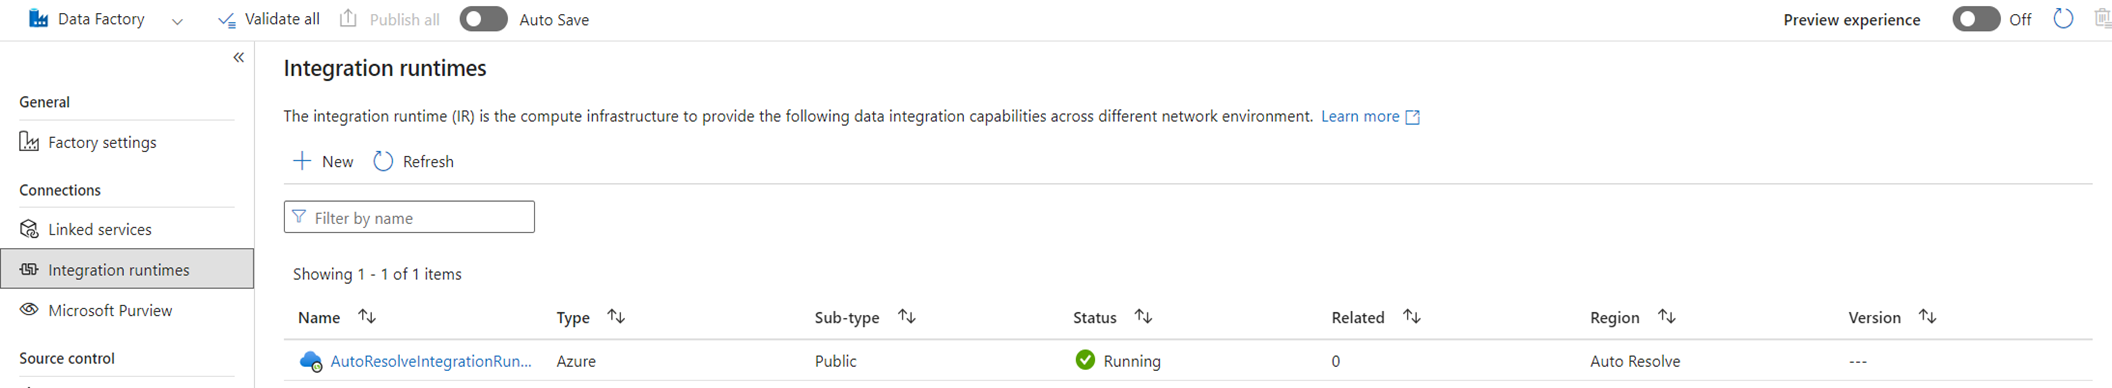 Data Factory Validate all Publish all Auto Save Preview experience Off
«
Integration runtimes
General
The integration runtime (IR) is the compute infrastructure to provide the following data integration capabilities across different network environment. Learn more
Factory settings
New Refresh
Connections
Filter by name
Linked services
Integration runtimes
Showing 1 - 1 of 1 items
Microsoft Purview
Name Type Sub-type Status Related Region Version
Source control
AutoResolveIntegrationRun... Azure Public Running 0 Auto Resolve ---